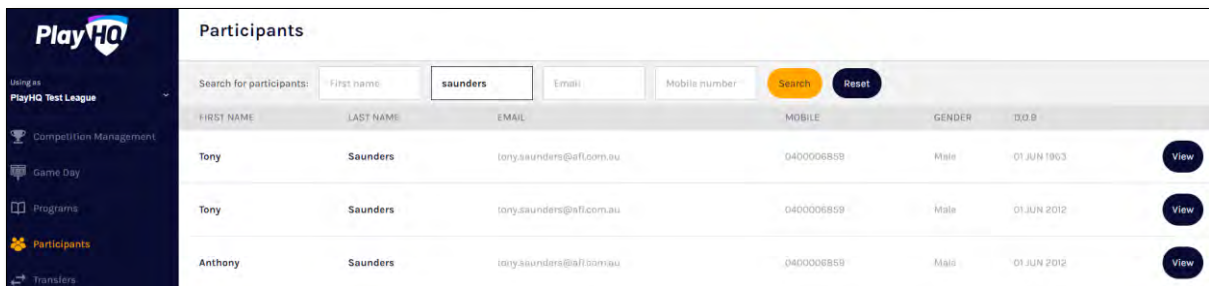 PlayHQ
Participants
Using as
PlayHQ Test League
Search for participants: First name saunders Email Mobile number Search Reset
FIRST NAME LAST NAME EMAIL MOBILE GENDER D.O.B
Competition Management
Tony Saunders tony.saunders@afl.com.au 0400006859 Male 01 JUN 1963 View
Game Day
Programs
Tony Saunders tony.saunders@afl.com.au 0400006859 Male 01 JUN 2012 View
Participants
Anthony Saunders tony.saunders@afl.com.au 0400006859 Male 01 JUN 2012 View
Transfers